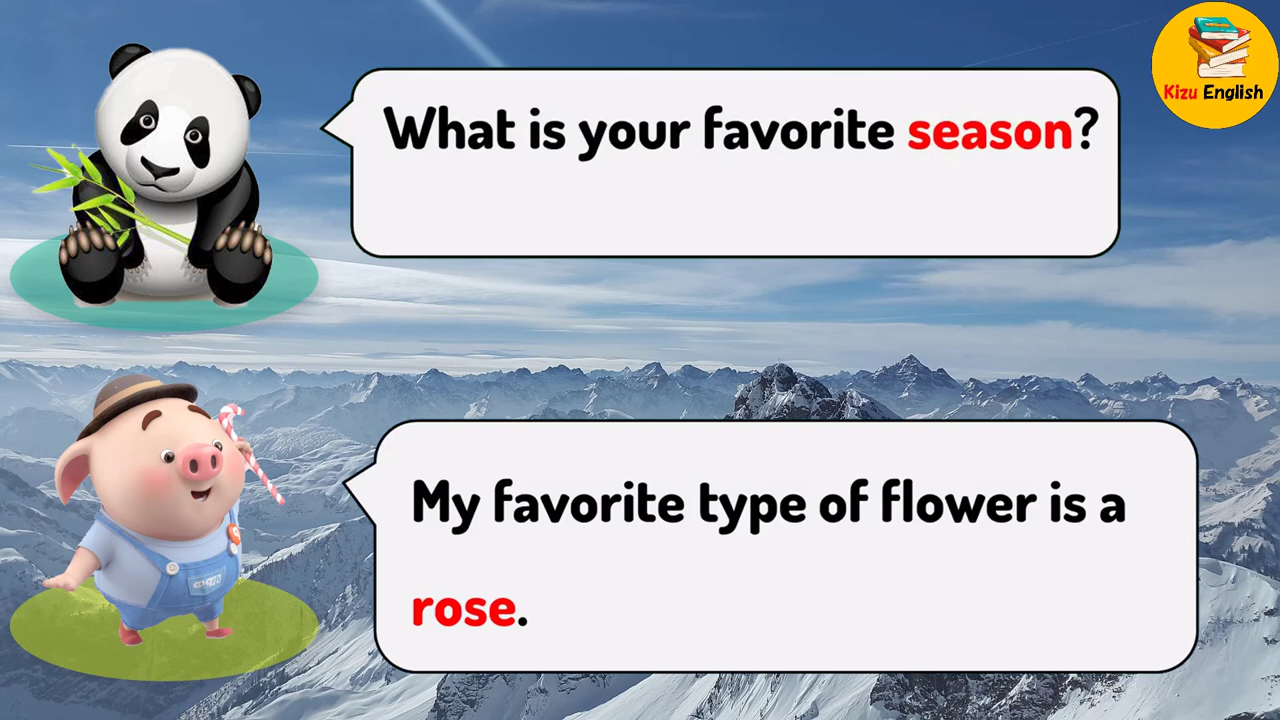 What is your favorite season?
Kizu English
My favorite type of flower is a
rose.